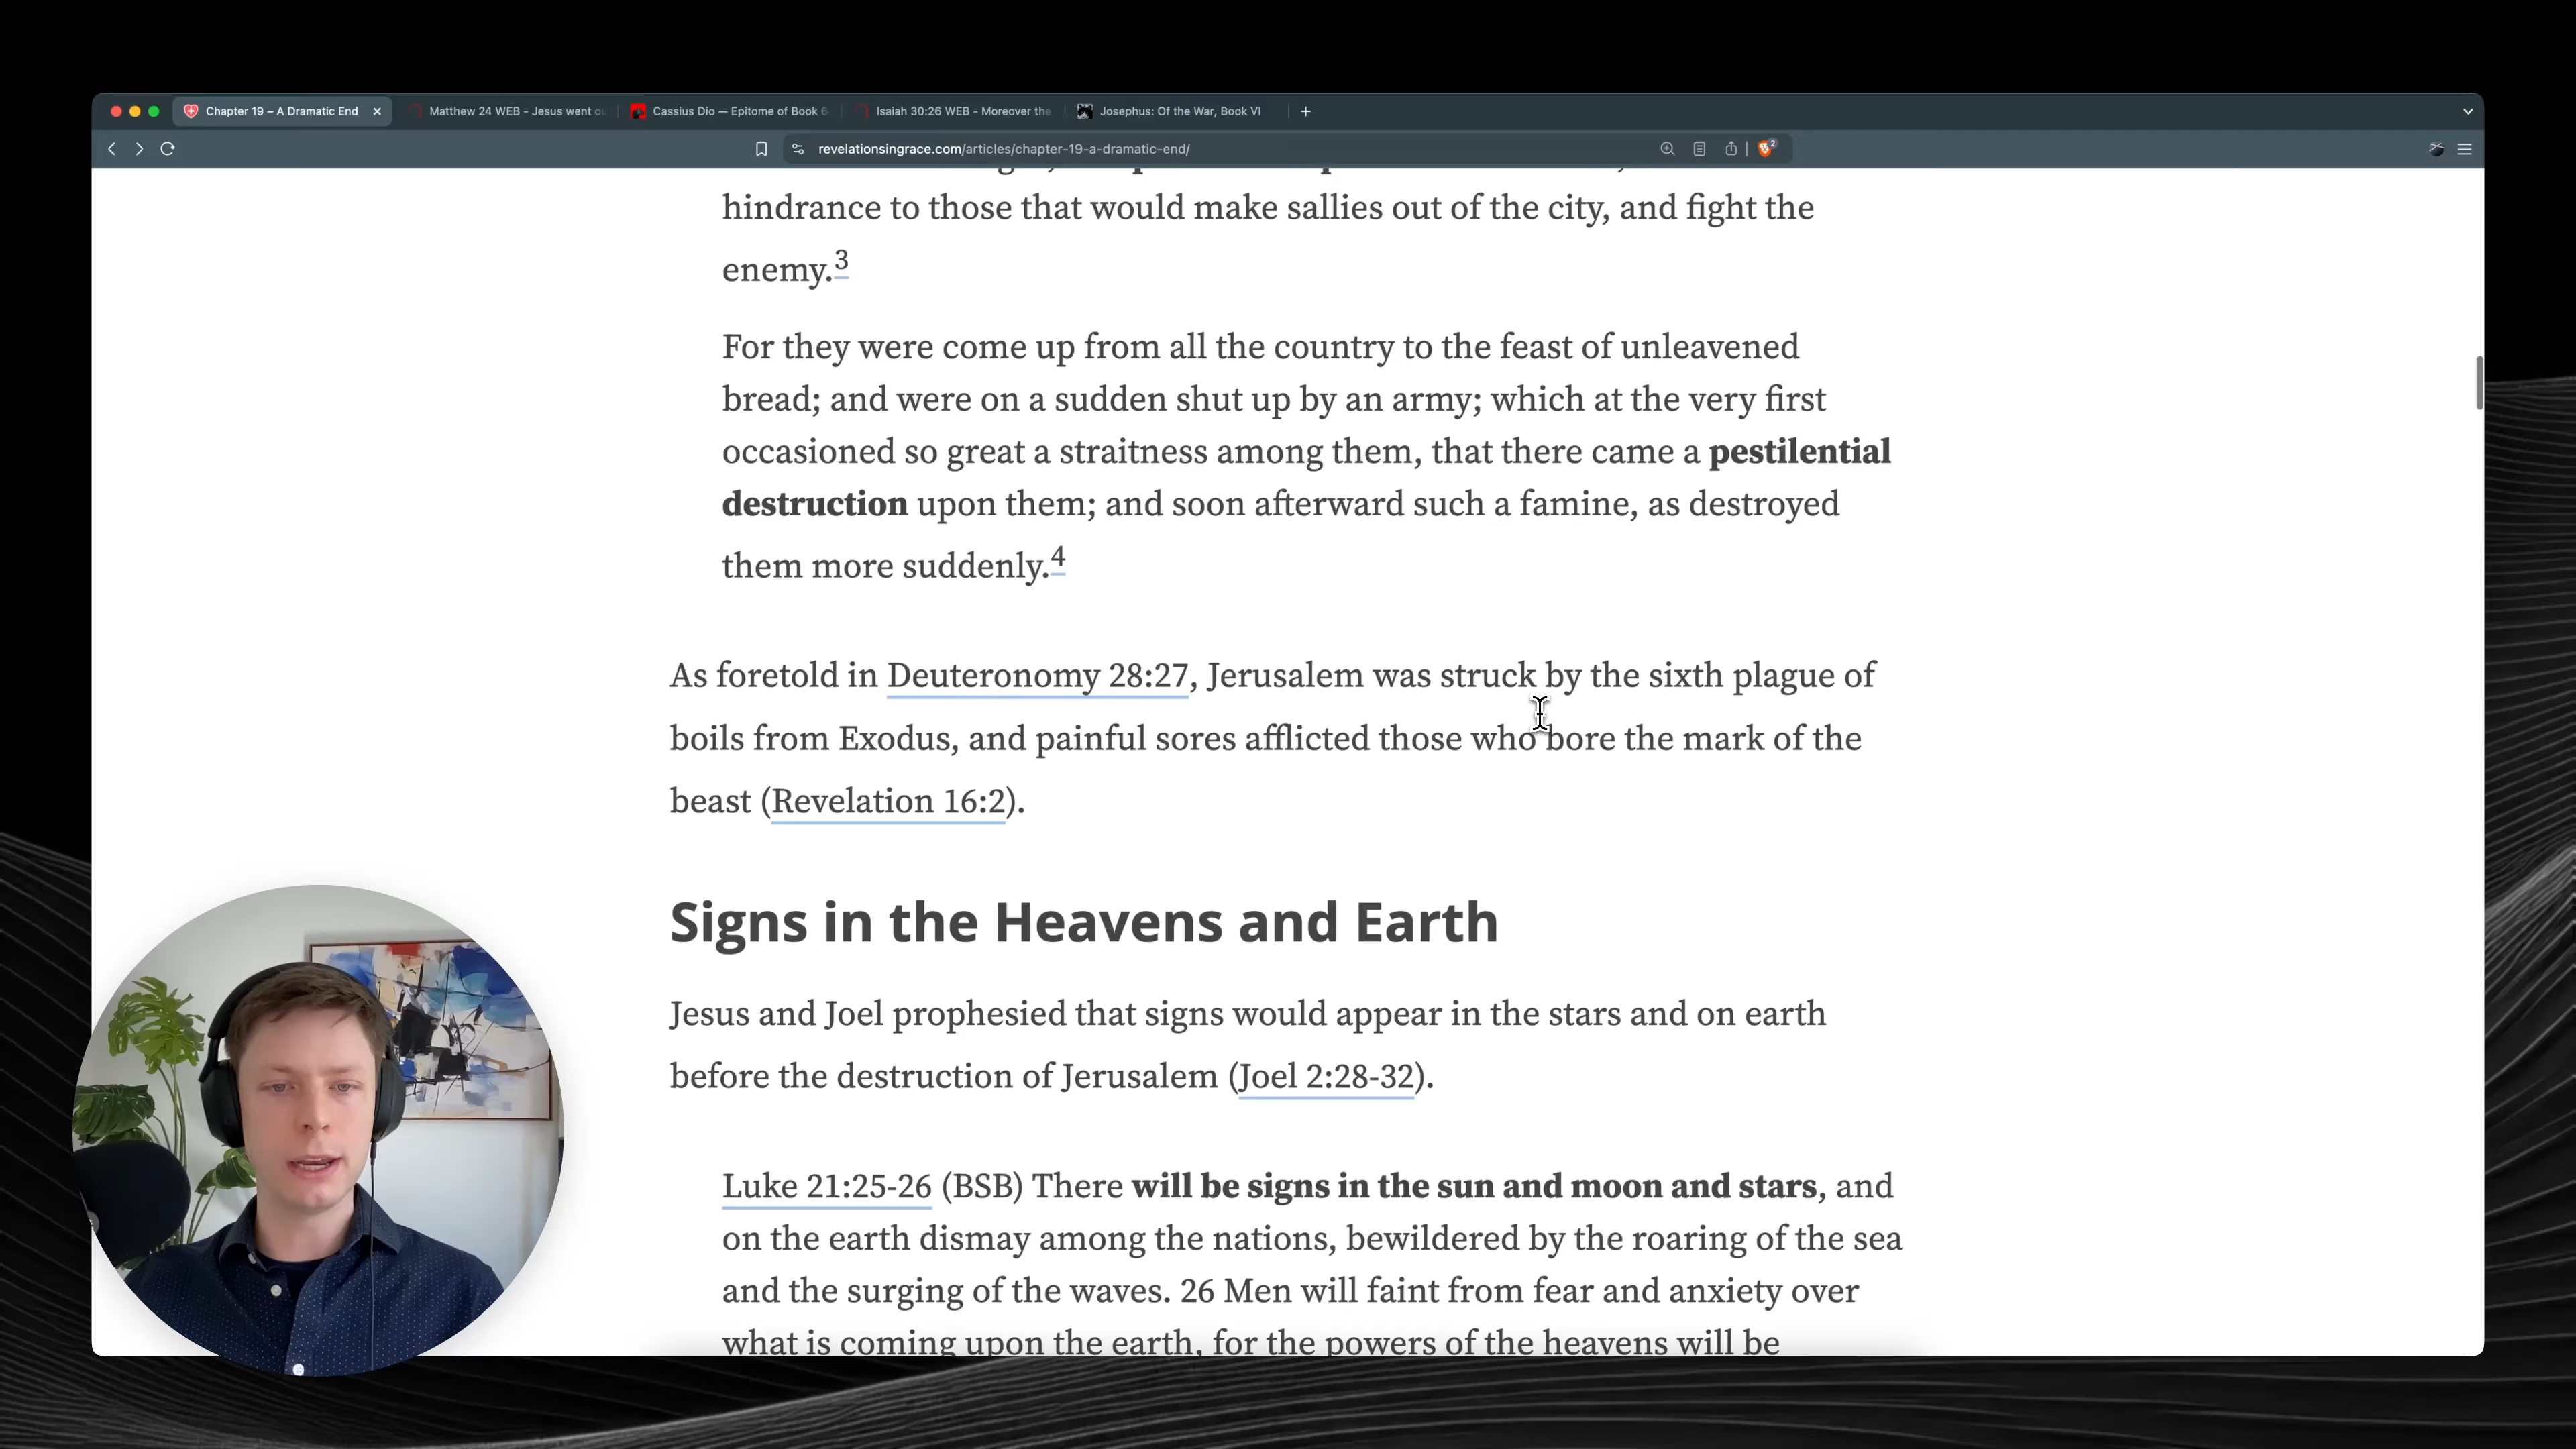 Chapter 19 – A Dramatic End
Matthew 24 WEB - Jesus went ou
Cassius Dio — Epitome of Book 6
Isaiah 30:26 WEB - Moreover the
Josephus: Of the War, Book VI
revelationsingrace.com/articles/chapter-19-a-dramatic-end/
2
hindrance to those that would make sallies out of the city, and fight the
enemy.3
For they were come up from all the country to the feast of unleavened
bread; and were on a sudden shut up by an army; which at the very first
occasioned so great a straitness among them, that there came a pestilential
destruction upon them; and soon afterward such a famine, as destroyed
them more suddenly.4
As foretold in Deuteronomy 28:27, Jerusalem was struck by the sixth plague of
boils from Exodus, and painful sores afflicted those who bore the mark of the
beast (Revelation 16:2).
Signs in the Heavens and Earth
Jesus and Joel prophesied that signs would appear in the stars and on earth
before the destruction of Jerusalem (Joel 2:28-32).
Luke 21:25-26 (BSB) There will be signs in the sun and moon and stars, and
on the earth dismay among the nations, bewildered by the roaring of the sea
and the surging of the waves. 26 Men will faint from fear and anxiety over
what is coming upon the earth, for the powers of the heavens will be